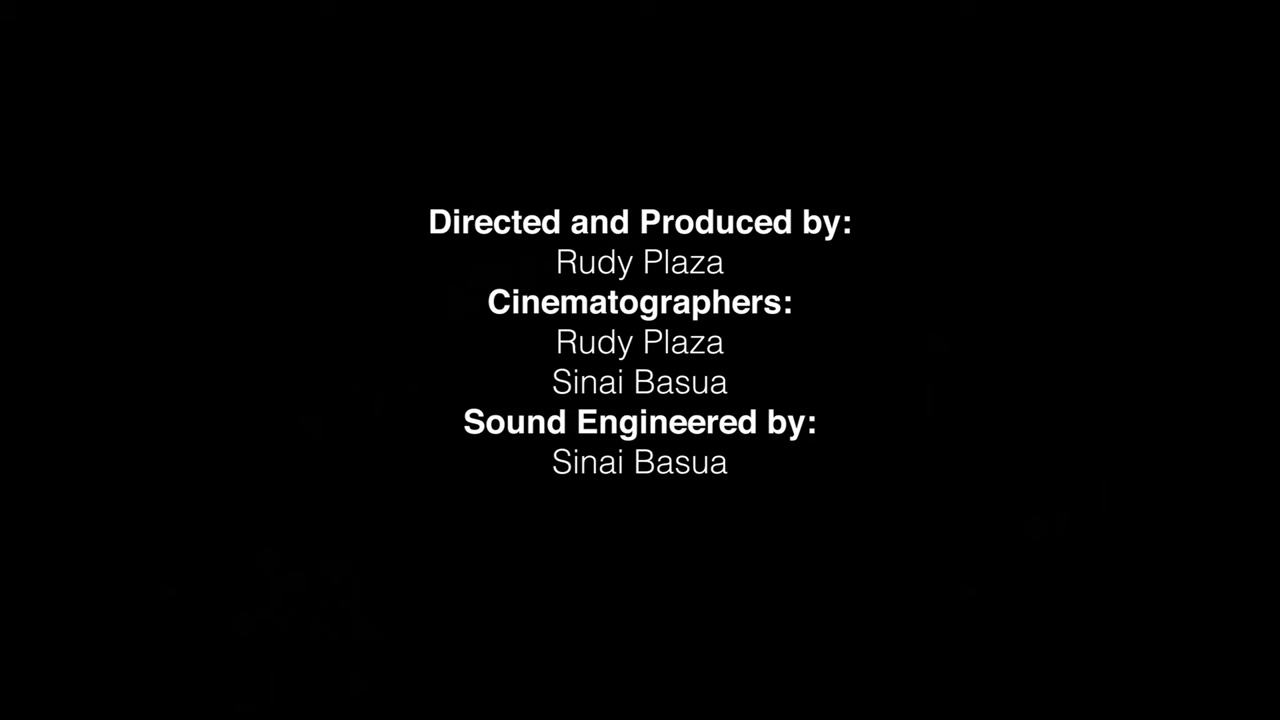 Directed and Produced by:
Rudy Plaza
Cinematographers:
Rudy Plaza
Sinai Basua
Sound Engineered by:
Sinai Basua